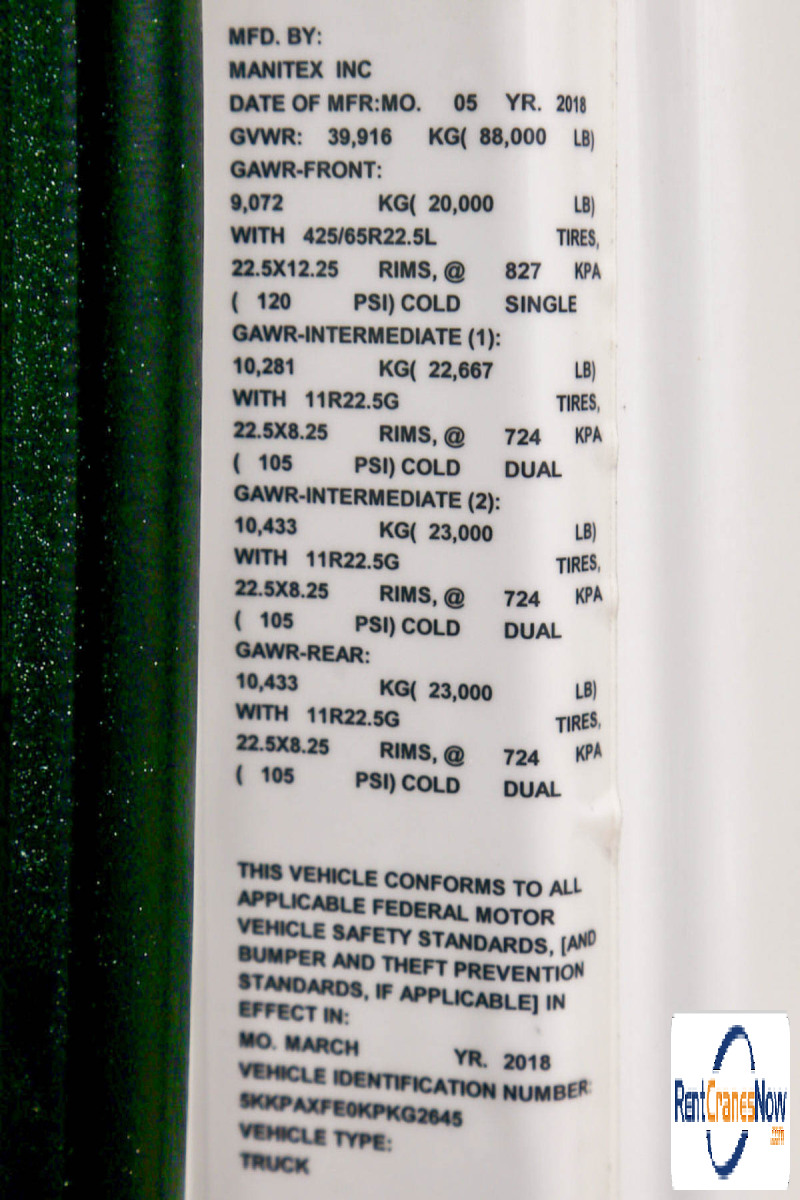 MFD. BY:
MANITEX INC
DATE OF MFR:MO. 05 YR. 2018
GVWR: 39,916 KG( 88,000 LB)
GAWR-FRONT:
9,072 KG( 20,000 LB)
WITH 425/65R22.5L TIRES,
22.5X12.25 RIMS, @ 827 KPA
( 120 PSI) COLD SINGLE
GAWR-INTERMEDIATE (1):
10,281 KG( 22,667 LB)
WITH 11R22.5G TIRES,
22.5X8.25 RIMS, @ 724 KPA
( 105 PSI) COLD DUAL
GAWR-INTERMEDIATE (2):
10,433 KG( 23,000 LB)
WITH 11R22.5G TIRES,
22.5X8.25 RIMS, @ 724 KPA
( 105 PSI) COLD DUAL
GAWR-REAR:
10,433 KG( 23,000 LB)
WITH 11R22.5G TIRES,
22.5X8.25 RIMS, @ 724 KPA
( 105 PSI) COLD DUAL
THIS VEHICLE CONFORMS TO ALL
APPLICABLE FEDERAL MOTOR
VEHICLE SAFETY STANDARDS, [AND
BUMPER AND THEFT PREVENTION
STANDARDS, IF APPLICABLE] IN
EFFECT IN:
MO. MARCH YR. 2018
VEHICLE IDENTIFICATION NUMBER:
5KKPAXFE0KPKG2645
VEHICLE TYPE:
TRUCK
RentCranesNow
.com